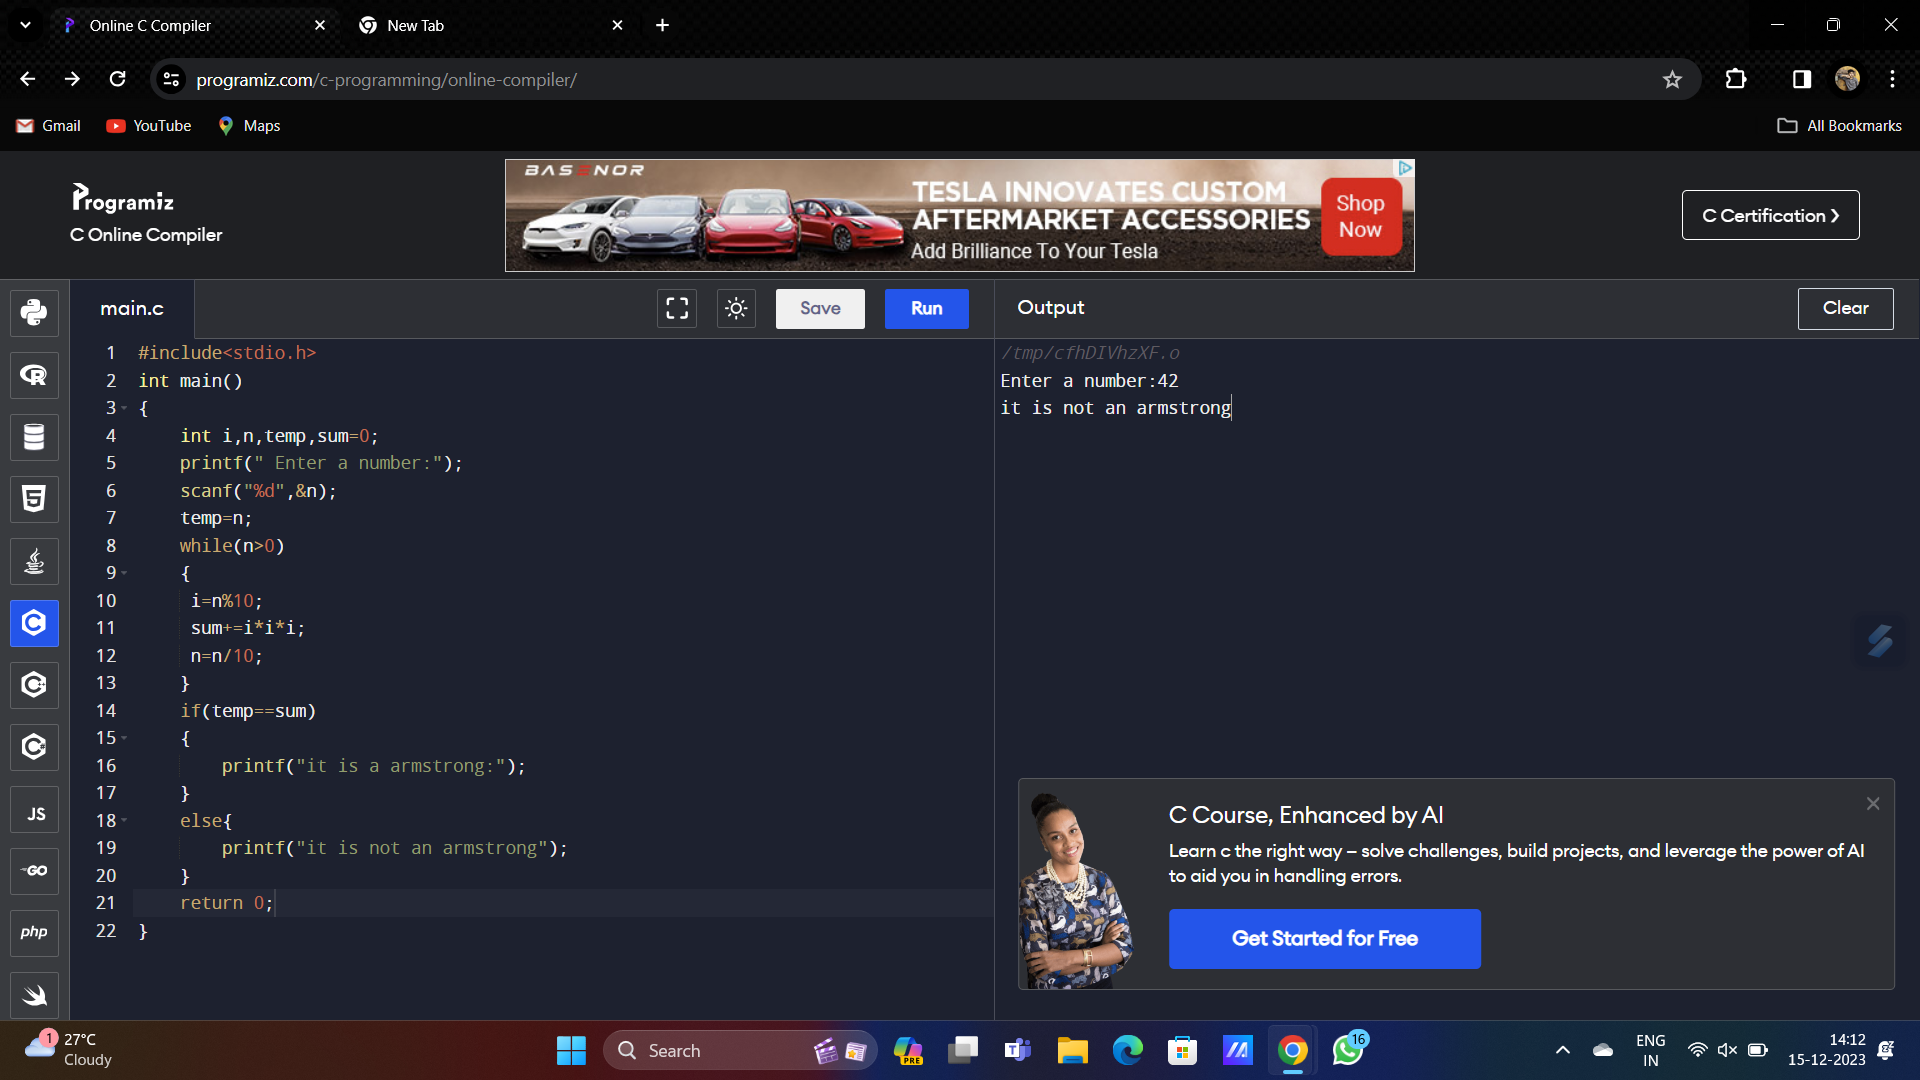 Online C Compiler
New Tab
programiz.com/c-programming/online-compiler/
Gmail
YouTube
Maps
All Bookmarks
Programiz
C Online Compiler
BASENOR
TESLA INNOVATES CUSTOM
AFTERMARKET ACCESSORIES
Add Brilliance To Your Tesla
Shop
Now
C Certification ❯
main.c
Save
Run
Output
Clear
1 #include<stdio.h>
2 int main()
3 {
4 int i,n,temp,sum=0;
5 printf(" Enter a number:");
6 scanf("%d",&n);
7 temp=n;
8 while(n>0)
9 {
10 i=n%10;
11 sum+=i*i*i;
12 n=n/10;
13 }
14 if(temp==sum)
15 {
16 printf("it is a armstrong:");
17 }
18 else{
19 printf("it is not an armstrong");
20 }
21 return 0;
22 }
/tmp/cfhDIVhzXF.o
Enter a number:42
it is not an armstrong
JS
GO
php
C Course, Enhanced by AI
Learn c the right way – solve challenges, build projects, and leverage the power of AI
to aid you in handling errors.
Get Started for Free
1
27°C
Cloudy
Search
PRE
16
ENG
IN
14:12
15-12-2023